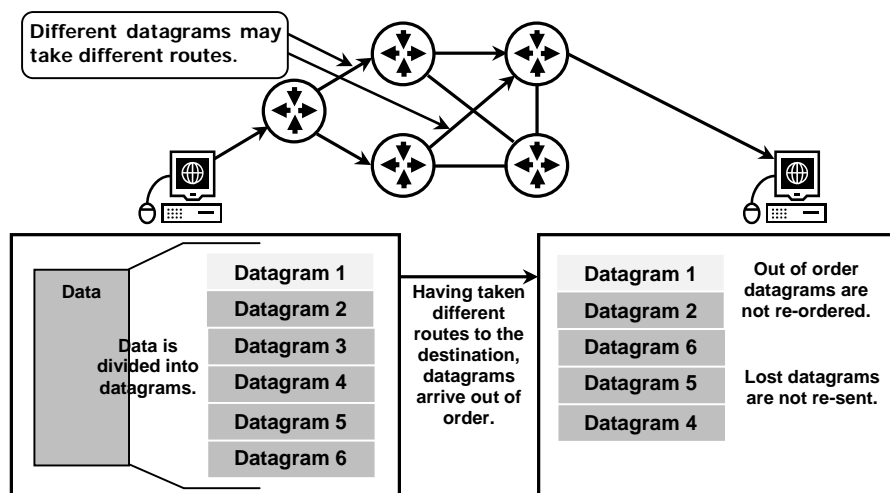 Different datagrams may
take different routes.
Data
Data is
divided into
datagrams.
Datagram 1
Datagram 2
Datagram 3
Datagram 4
Datagram 5
Datagram 6
Having taken
different
routes to the
destination,
datagrams
arrive out of
order.
Datagram 1
Datagram 2
Datagram 6
Datagram 5
Datagram 4
Out of order
datagrams are
not re-ordered.
Lost datagrams
are not re-sent.